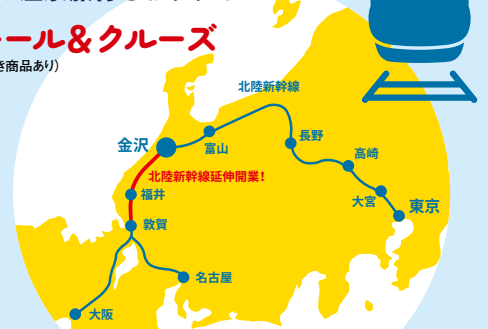 ール&クルーズ
き商品あり)
北陸新幹線
金沢
富山
長野
高崎
北陸新幹線延伸開業!
福井
大宮
東京
敦賀
名古屋
大阪